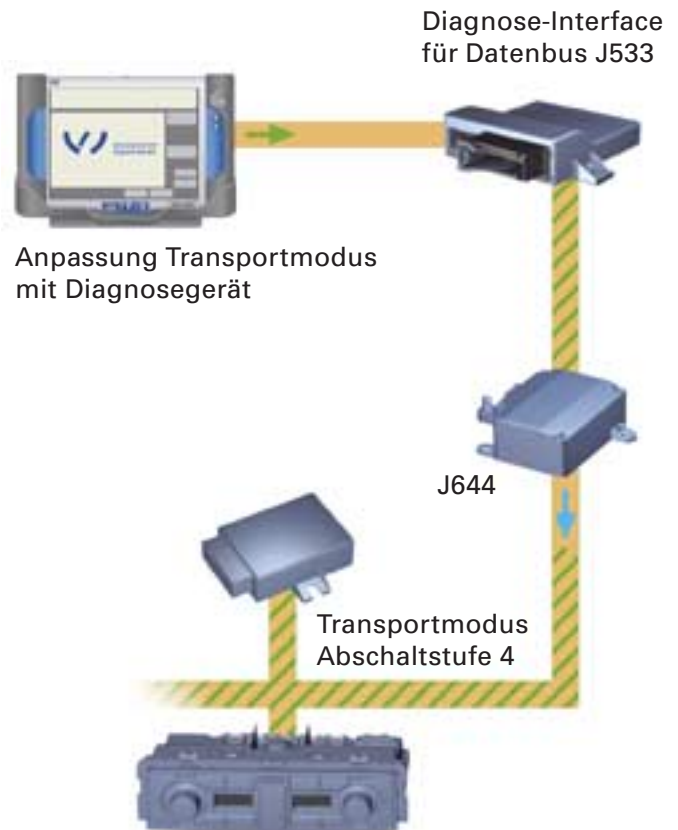 Diagnose-Interface
für Datenbus J533
Anpassung Transportmodus
mit Diagnosegerät
J644
Transportmodus
Abschaltstufe 4